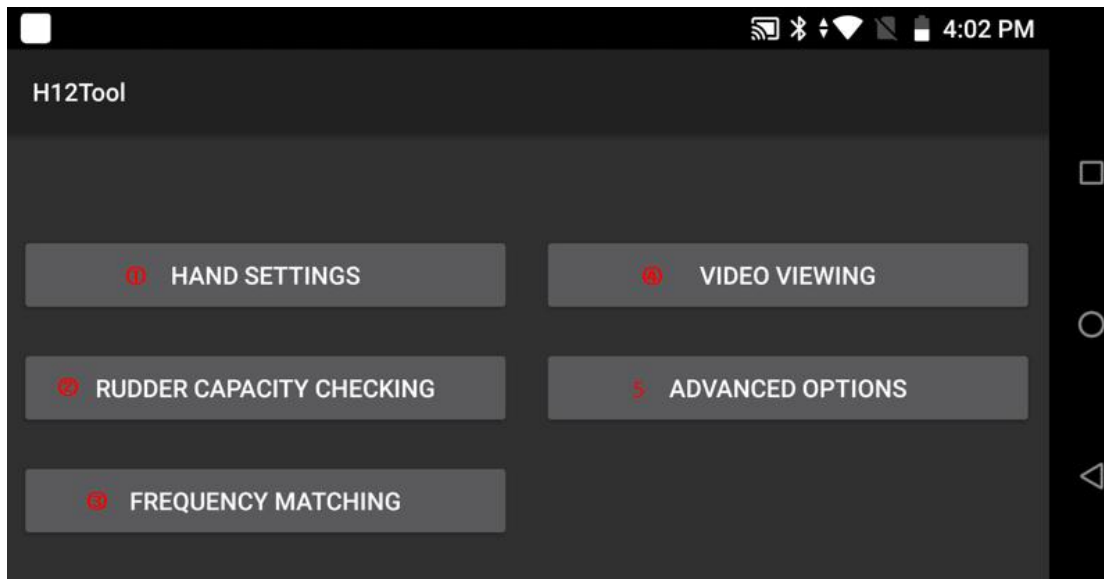 4:02 PM
H12Tool
① HAND SETTINGS
④ VIDEO VIEWING
② RUDDER CAPACITY CHECKING
5 ADVANCED OPTIONS
③ FREQUENCY MATCHING